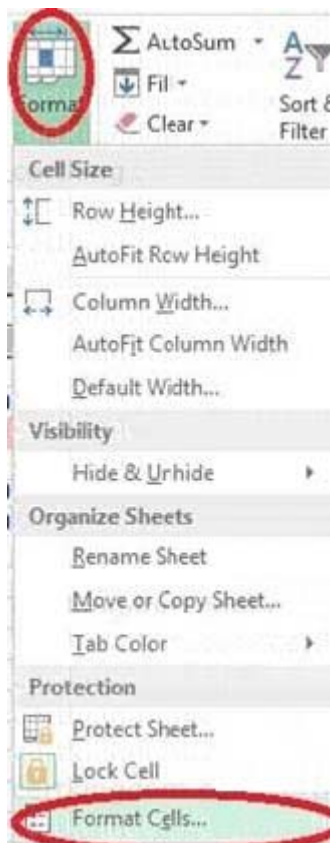 AutoSum
Fill
Format
Clear
Sort &
Filter
Cell Size
Row Height...
AutoFit Row Height
Column Width...
AutoFit Column Width
Default Width...
Visibility
Hide & Unhide
Organize Sheets
Rename Sheet
Move or Copy Sheet...
Tab Color
Protection
Protect Sheet...
Lock Cell
Format Cells...